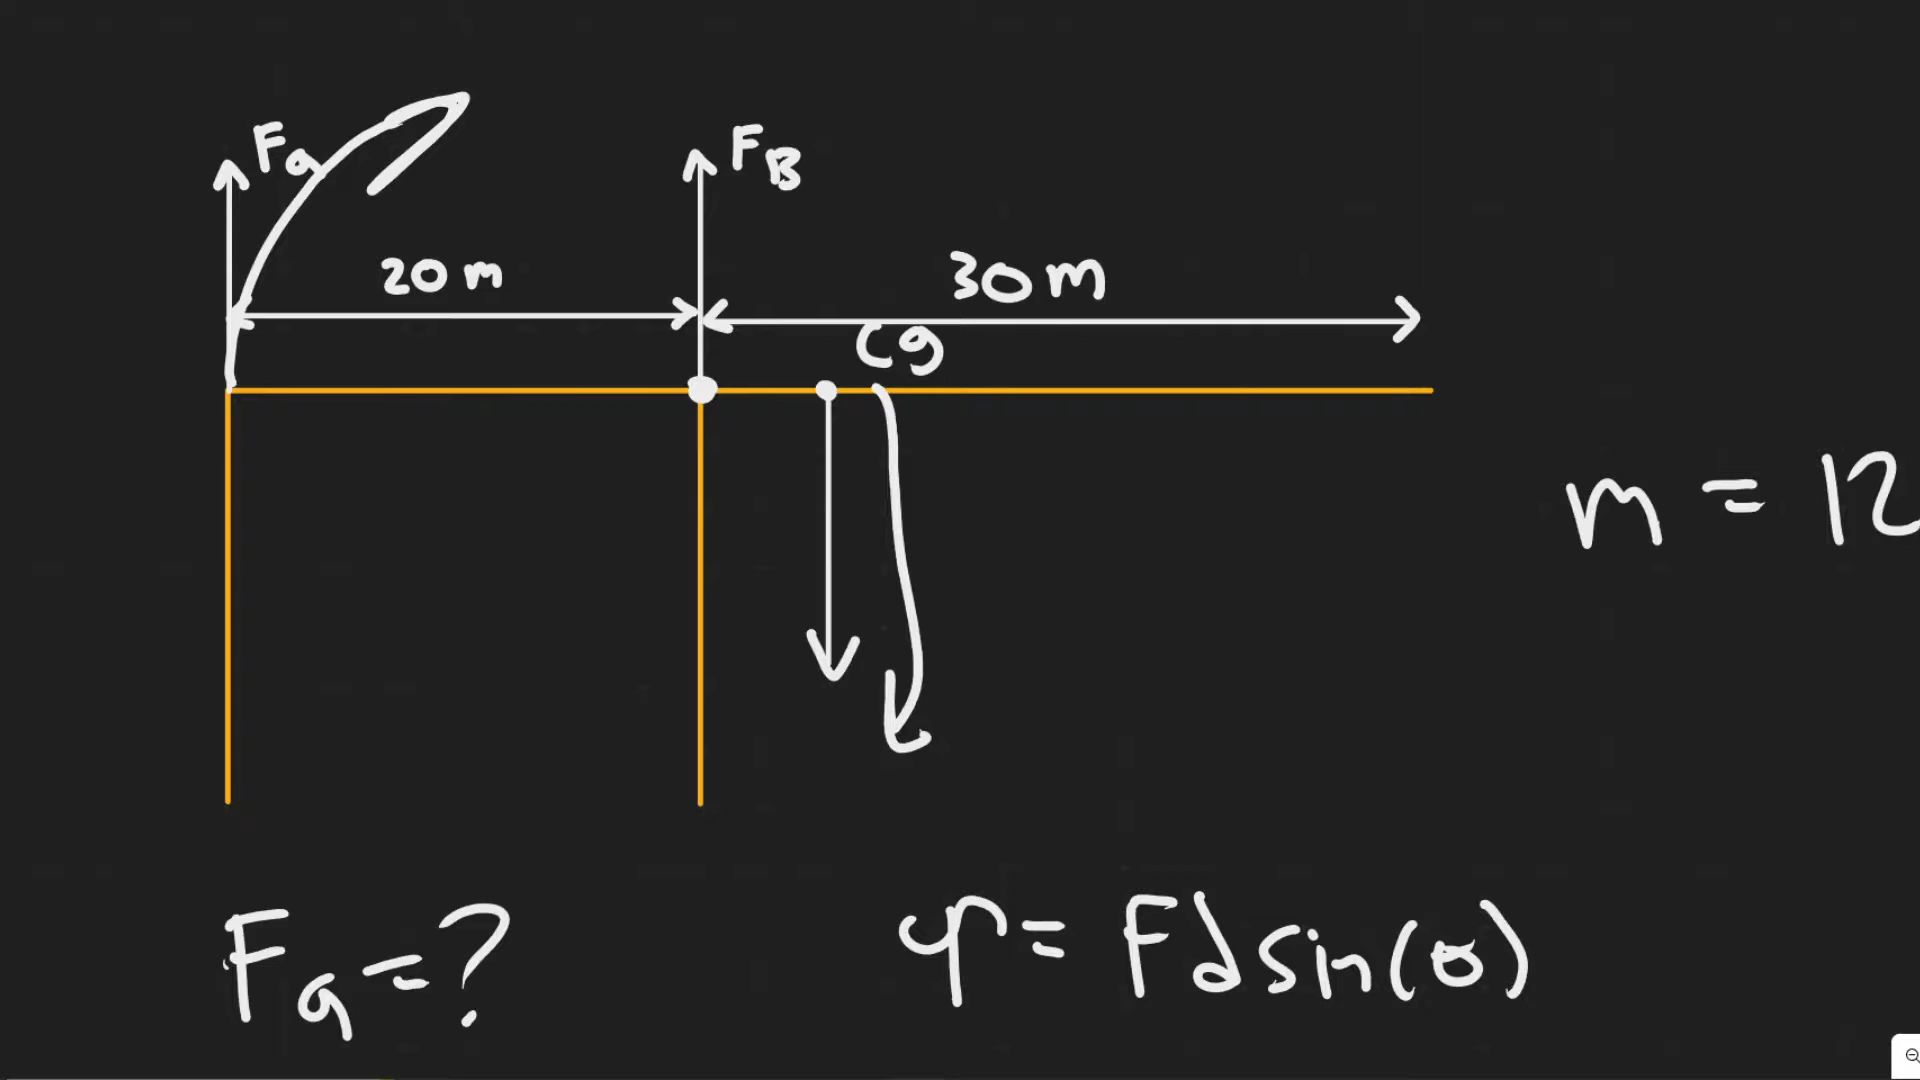 Fa
FB
20 m
30 m
Cg
m = 12
Fa = ?
τ = Fd sin(θ)